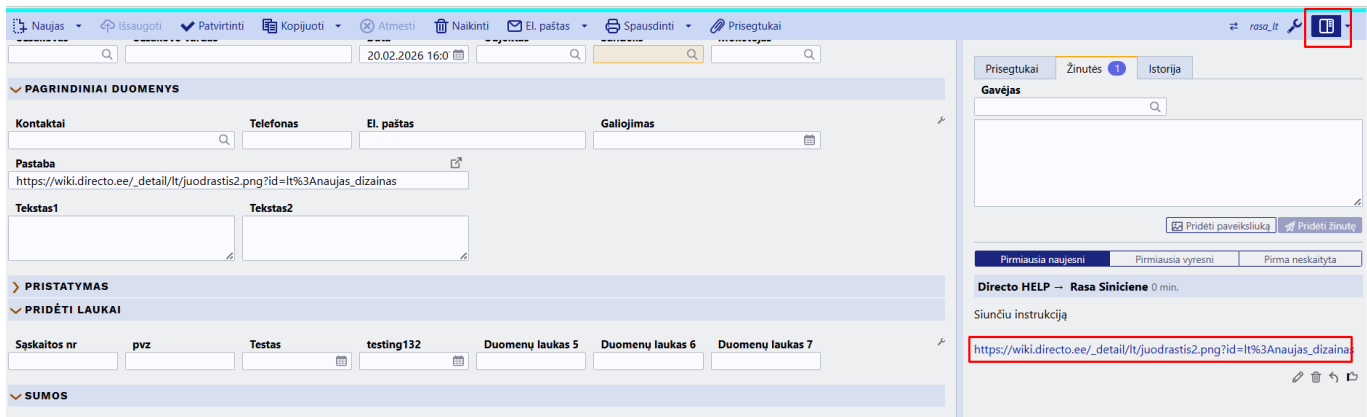 Naujas Išsaugoti Patvirtinti Kopijuoti Atmesti Naikinti El. paštas Spausdinti Prisegtukai rasa_lt
20.02.2026 16:0
PAGRINDINIAI DUOMENYS
Kontaktai Telefonas El. paštas Galiojimas
Pastaba
https://wiki.directo.ee/_detail/lt/juodrastis2.png?id=lt%3Anaujas_dizainas
Tekstas1 Tekstas2
PRISTATYMAS
PRIDĖTI LAUKAI
Sąskaitos nr pvz Testas testing132 Duomenų laukas 5 Duomenų laukas 6 Duomenų laukas 7
SUMOS
Prisegtukai Žinutės 1 Istorija
Gavėjas
Pridėti paveiksliuką Pridėti žinutę
Pirmiausia naujesni Pirmiausia vyresni Pirma neskaityta
Directo HELP → Rasa Siniciene 0 min.
Siunčiu instrukciją
https://wiki.directo.ee/_detail/lt/juodrastis2.png?id=lt%3Anaujas_dizainas